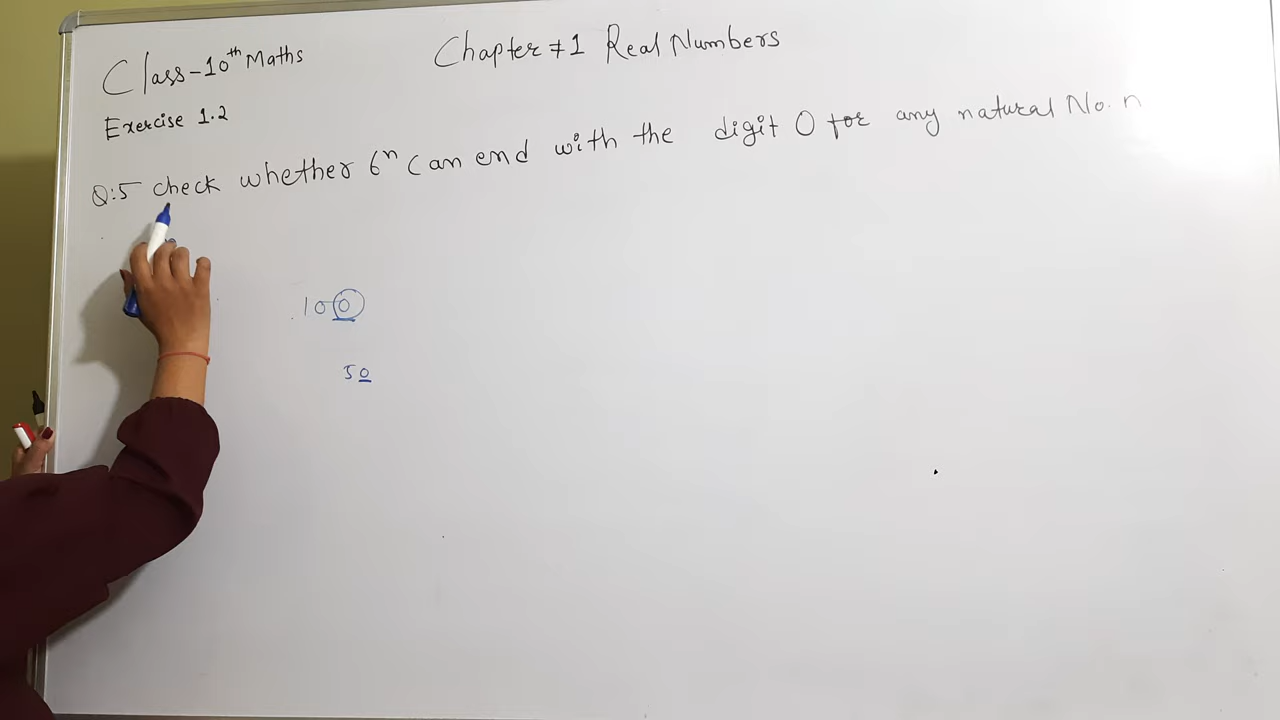 Class-10th Maths
Chapter #1 Real Numbers
Exercise 1.2
Q:5 check whether 6ⁿ Can end with the digit 0 for any natural No. n
100
50